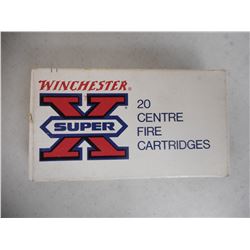 WINCHESTER®
X
SUPER
20
CENTRE
FIRE
CARTRIDGES